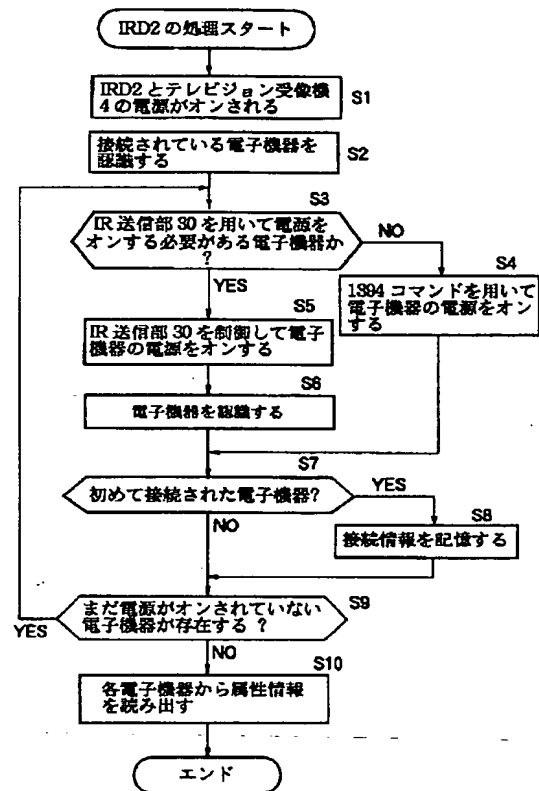 IRD2の処理スタート
IRD2とテレビジョン受像機
4の電源がオンされる
S1
接続されている電子機器を
認識する
S2
S3
IR送信部30を用いて電源を
オンする必要がある電子機器か
?
NO
YES
S4
1394コマンドを用いて
電子機器の電源をオン
する
S5
IR送信部30を制御して電子
機器の電源をオンする
S6
電子機器を認識する
S7
初めて接続された電子機器?
YES
NO
S8
接続情報を記憶する
S9
まだ電源がオンされていない
電子機器が存在する ?
YES
NO
S10
各電子機器から属性情報
を読み出す
エンド